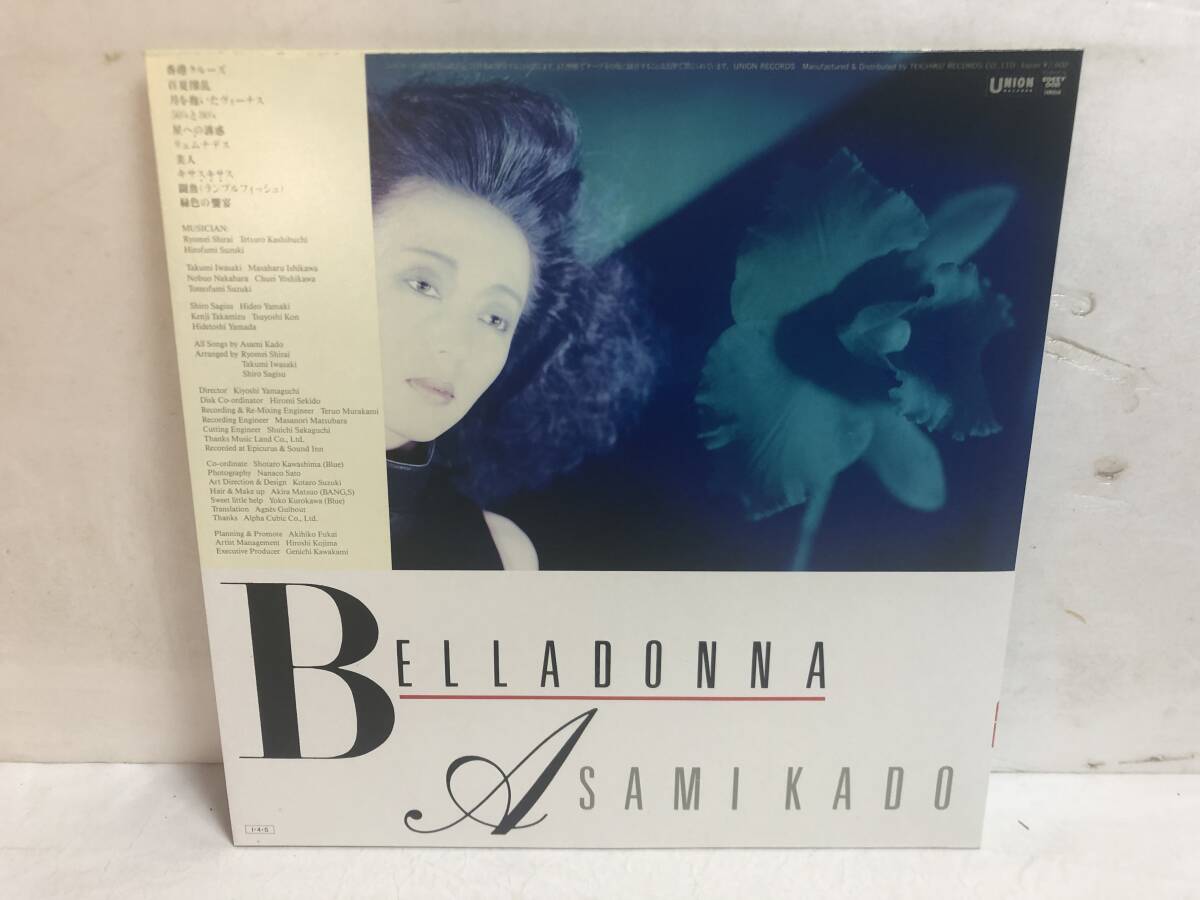 香港クルーズ
真夏爛乱
月を抱いたヴィーナス
星への誘惑
リュムナデス
美人
キサスキサス
闘魚(ランブルフィッシュ)
緑色の饗宴
MUSICIAN:
Ryomei Shirai Tetsuro Kashibuchi
Hirofumi Suzuki
Takumi Iwasaki Masaharu Ishikawa
Nobuo Nakahara Chuei Yoshikawa
Tomofumi Suzuki
Shiro Sagisu Hideo Yamaki
Kenji Takamizu Tsuyoshi Kon
Hidetoshi Yamada
All Songs by Asami Kado
Arranged by Ryomei Shirai
Takumi Iwasaki
Shiro Sagisu
Director Kiyoshi Yamaguchi
Disk Co-ordinator Hiromi Sekido
Recording & Re-Mixing Engineer Teruo Murakami
Recording Engineer Masanori Matsubara
Cutting Engineer Shuichi Sakaguchi
Thanks Music Land Co., Ltd.
Recorded at Epicurus & Sound Inn
Co-ordinate Shotaro Kawashima (Blue)
Photography Nanaco Sato
Art Direction & Design Kotaro Suzuki
Hair & Make up Akira Matsuo (BANG,S)
Sweet little help Yoko Kurokawa (Blue)
Translation Agnès Guibout
Thanks Alpha Cubic Co., Ltd.
Planning & Promote Akihiko Fukai
Artist Management Hiroshi Kojima
Executive Producer Genichi Kawakami
UNION RECORDS Manufactured & Distributed by TEICHIKU RECORDS CO., LTD. Japan
UNION
RECORDS
BELLADONNA
ASAMI KADO